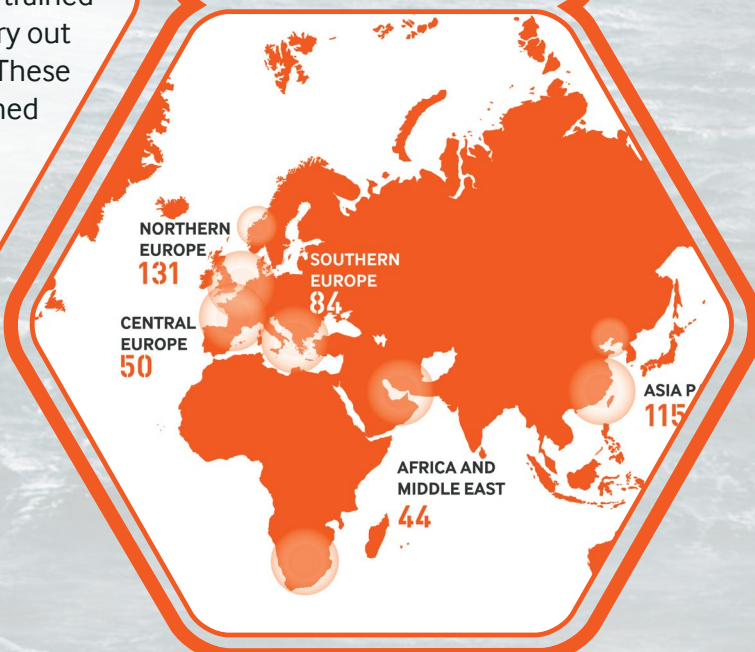 trained
ry out
These
ned
NORTHERN
EUROPE
131
SOUTHERN
EUROPE
84
CENTRAL
EUROPE
50
ASIA P
115
AFRICA AND
MIDDLE EAST
44